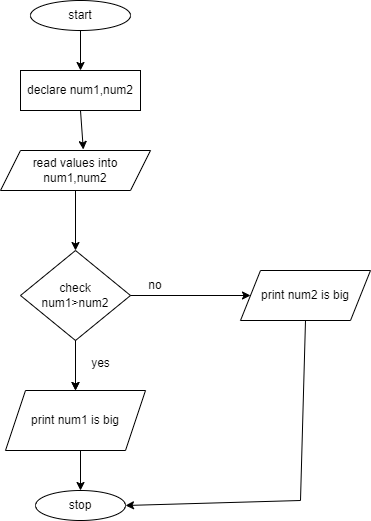 start
declare num1,num2
read values into
num1,num2
check
num1>num2
no
print num2 is big
yes
print num1 is big
stop